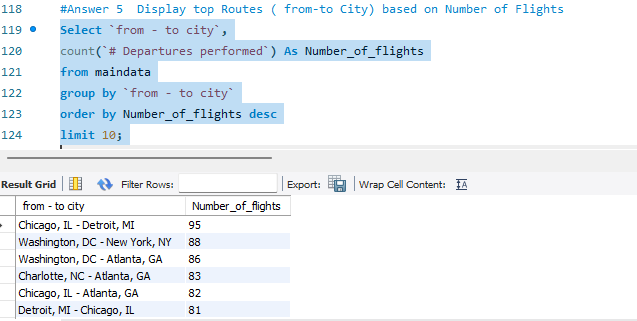 118 #Answer 5 Display top Routes ( from-to City) based on Number of Flights
119 Select `from - to city`,
120 count(`# Departures performed`) As Number_of_flights
121 from maindata
122 group by `from - to city`
123 order by Number_of_flights desc
124 limit 10;
Result Grid Filter Rows: Export: Wrap Cell Content:
from - to city Number_of_flights
Chicago, IL - Detroit, MI 95
Washington, DC - New York, NY 88
Washington, DC - Atlanta, GA 86
Charlotte, NC - Atlanta, GA 83
Chicago, IL - Atlanta, GA 82
Detroit, MI - Chicago, IL 81